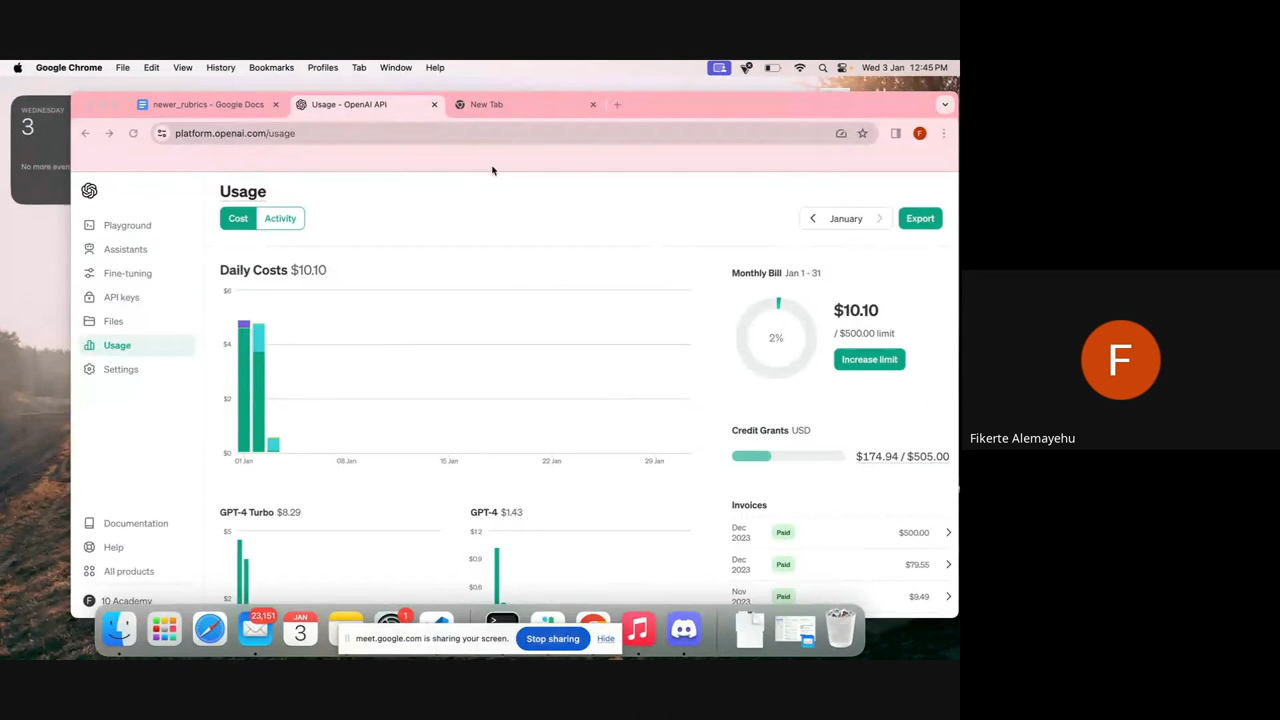 Google Chrome File Edit View History Bookmarks Profiles Tab Window Help Wed 3 Jan 12:45 PM
WEDNESDAY
3
No more even
newer_rubrics - Google Docs
Usage - OpenAI API
New Tab
platform.openai.com/usage
F
Playground
Assistants
Fine-tuning
API keys
Files
Usage
Settings
Documentation
Help
All products
10 Academy
Usage
Cost Activity
January
Export
Daily Costs $10.10
$6
$4
$2
$0
01 Jan 08 Jan 15 Jan 22 Jan 29 Jan
GPT-4 Turbo $8.29
$5
$2
GPT-4 $1.43
$1.2
$0.9
$0.6
Monthly Bill Jan 1 - 31
2%
$10.10
/ $500.00 limit
Increase limit
Credit Grants USD
$174.94 / $505.00
Invoices
Dec 2023 Paid $500.00
Dec 2023 Paid $79.55
Nov 2023 Paid $9.49
23,151
JAN
3
1
meet.google.com is sharing your screen. Stop sharing Hide
F
Fikerte Alemayehu